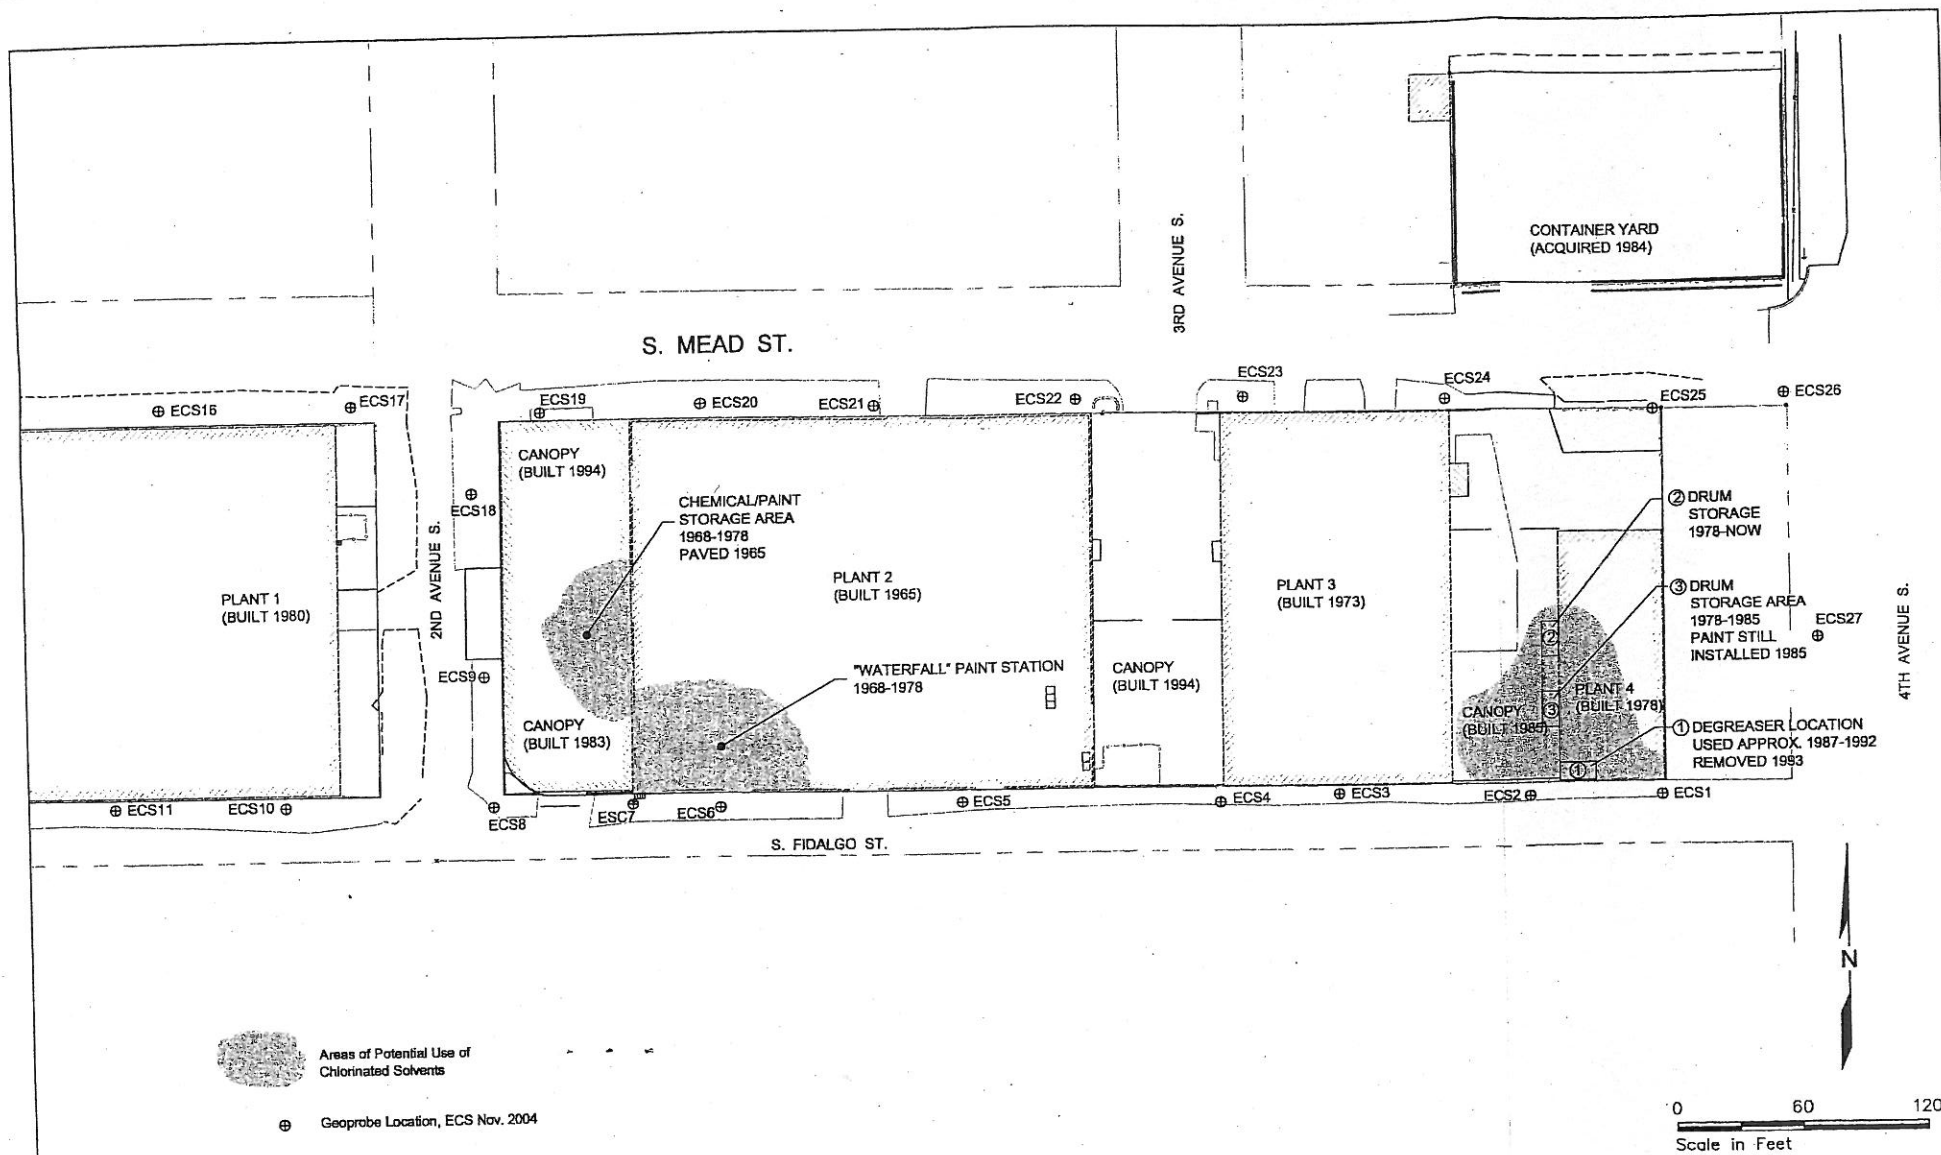 CONTAINER YARD
(ACQUIRED 1984)
3RD AVENUE S.
S. MEAD ST.
ECS16
ECS17
ECS19
ECS20
ECS21
ECS22
ECS23
ECS24
ECS25
ECS26
CANOPY
(BUILT 1994)
ECS18
2ND AVENUE S.
CHEMICAL/PAINT
STORAGE AREA
1968-1978
PAVED 1965
PLANT 1
(BUILT 1980)
PLANT 2
(BUILT 1965)
PLANT 3
(BUILT 1973)
② DRUM
STORAGE
1978-NOW
③ DRUM
STORAGE AREA
1978-1985
PAINT STILL
INSTALLED 1985
ECS27
4TH AVENUE S.
②
ECS9
"WATERFALL" PAINT STATION
1968-1978
CANOPY
(BUILT 1994)
CANOPY
(BUILT 1983)
CANOPY
(BUILT 1985)
③
PLANT 4
(BUILT 1978)
① DEGREASER LOCATION
USED APPROX. 1987-1992
REMOVED 1993
①
ECS11
ECS10
ECS8
ESC7
ECS6
ECS5
ECS4
ECS3
ECS2
ECS1
S. FIDALGO ST.
N
Areas of Potential Use of
Chlorinated Solvents
Geoprobe Location, ECS Nov. 2004
0 60 120
Scale in Feet